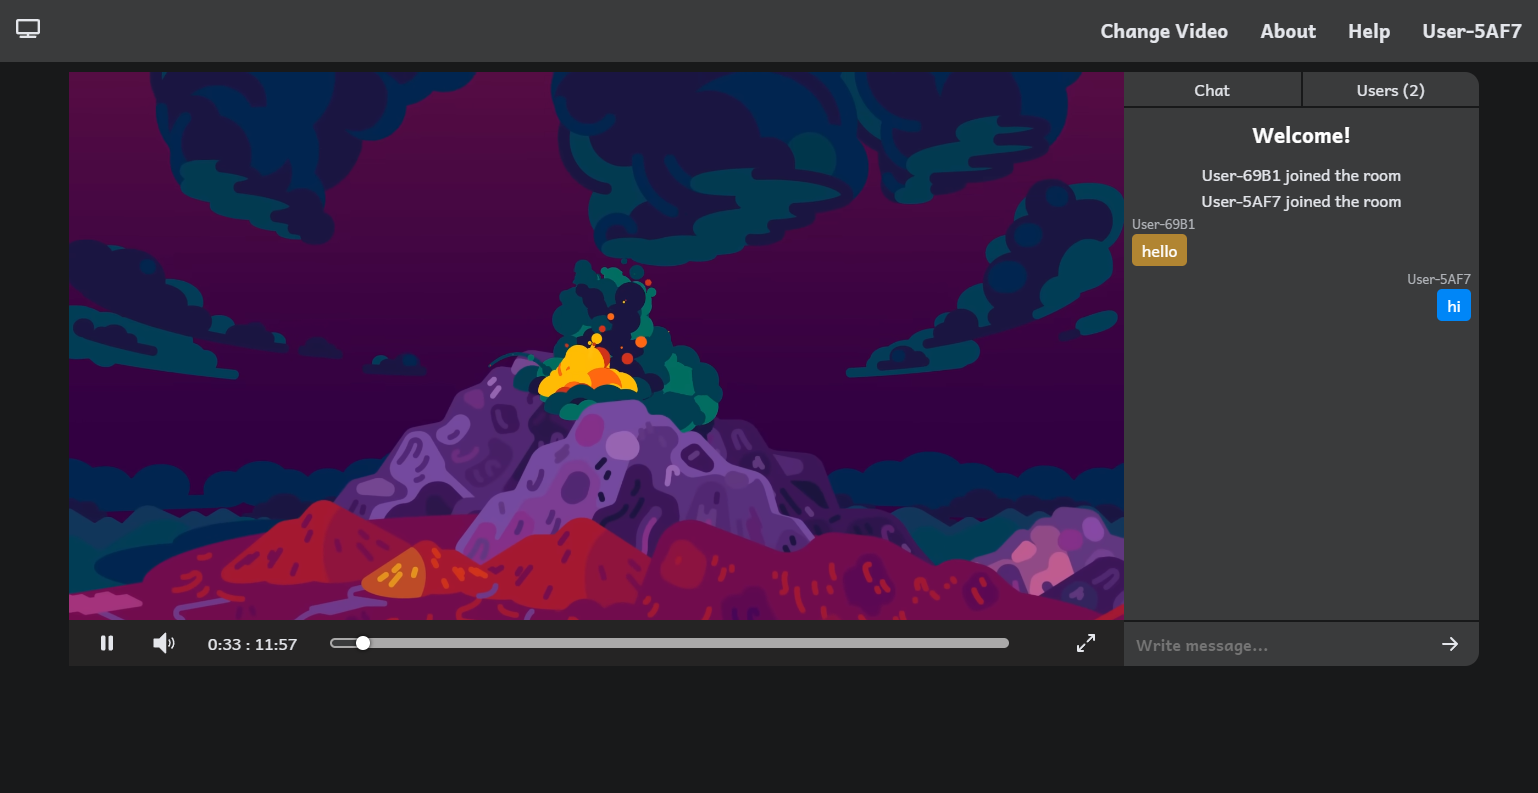 Change Video About Help User-5AF7
Chat Users (2)
Welcome!
User-69B1 joined the room
User-5AF7 joined the room
User-69B1
hello
User-5AF7
hi
0:33 : 11:57
Write message...